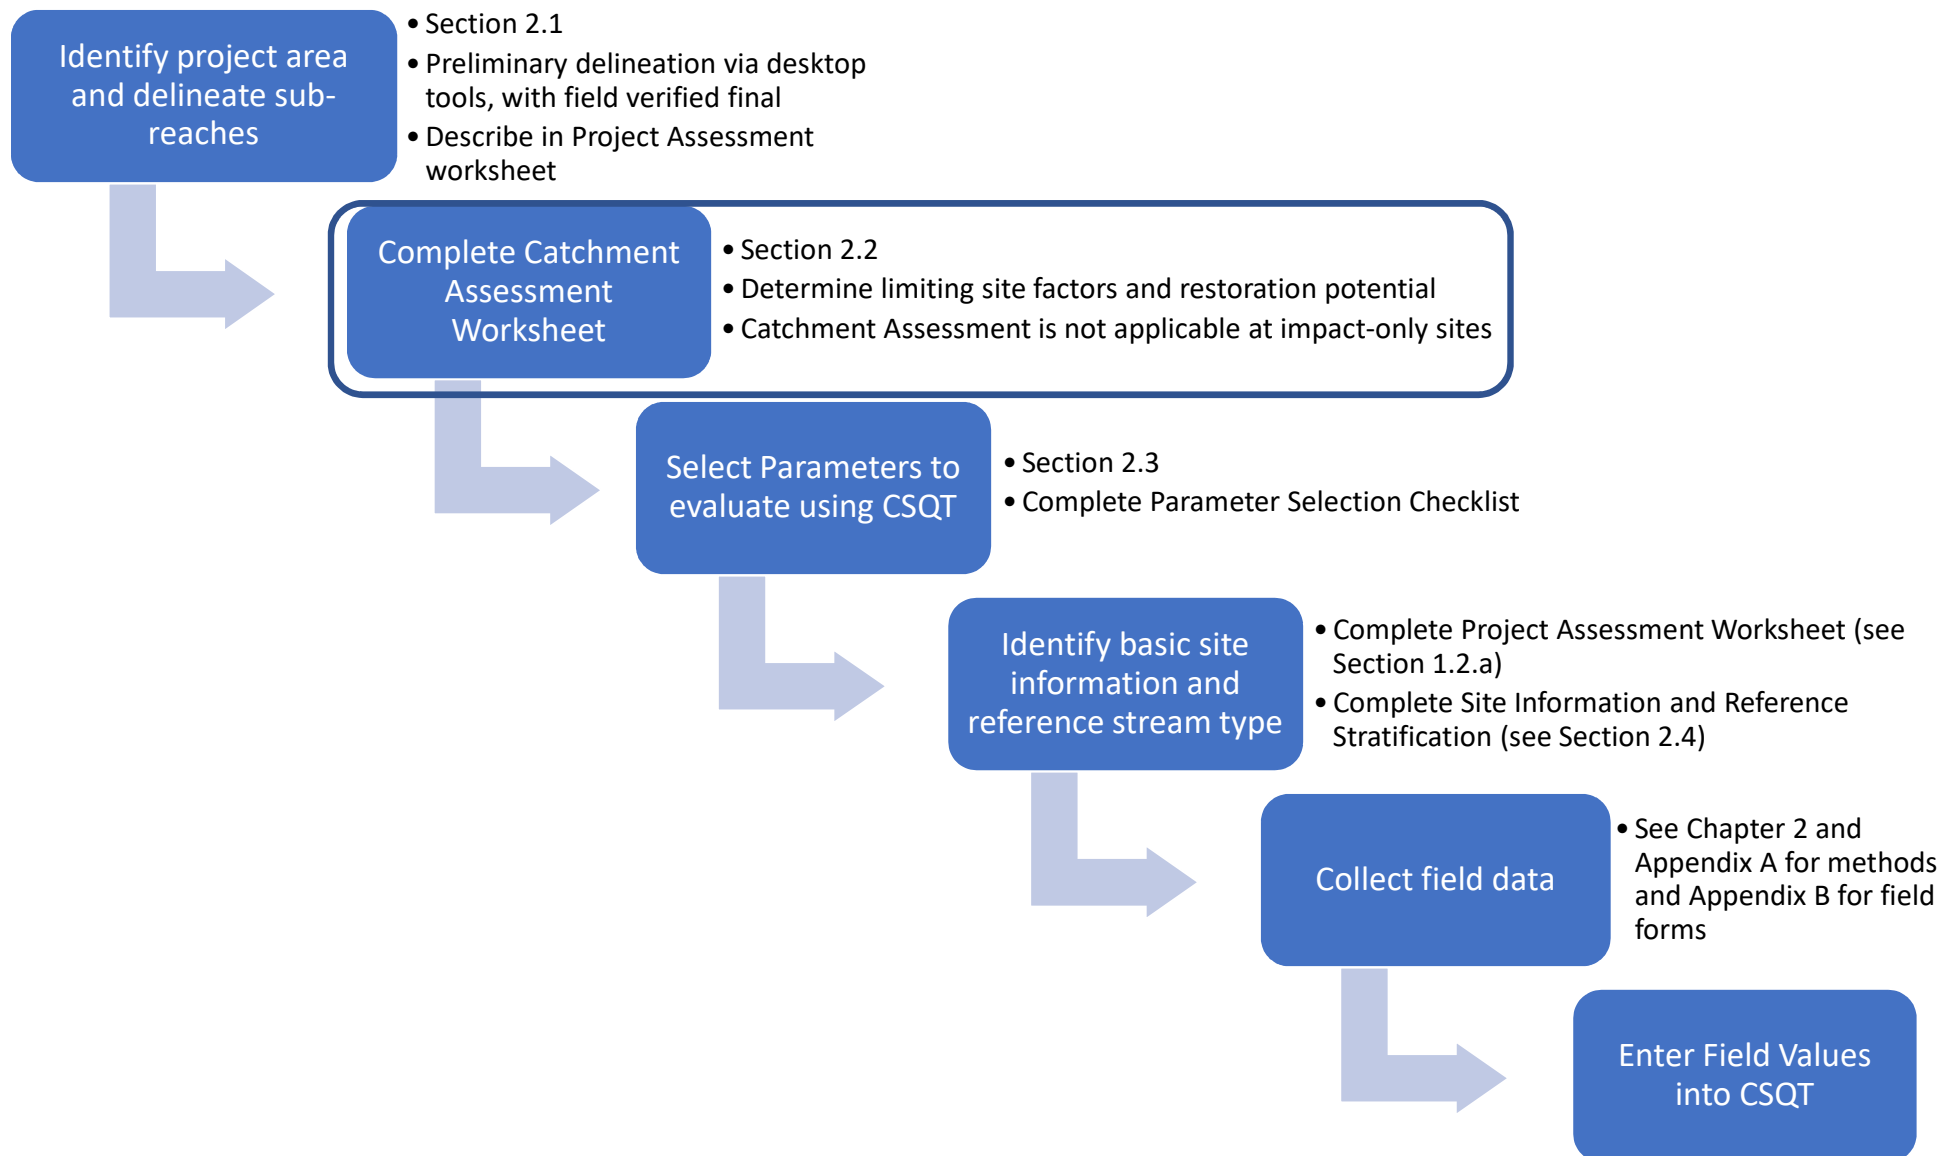 Identify project area
and delineate sub-
reaches
• Section 2.1
• Preliminary delineation via desktop
tools, with field verified final
• Describe in Project Assessment
worksheet
Complete Catchment
Assessment
Worksheet
• Section 2.2
• Determine limiting site factors and restoration potential
• Catchment Assessment is not applicable at impact-only sites
Select Parameters to
evaluate using CSQT
• Section 2.3
• Complete Parameter Selection Checklist
Identify basic site
information and
reference stream type
• Complete Project Assessment Worksheet (see
Section 1.2.a)
• Complete Site Information and Reference
Stratification (see Section 2.4)
Collect field data
• See Chapter 2 and
Appendix A for methods
and Appendix B for field
forms
Enter Field Values
into CSQT